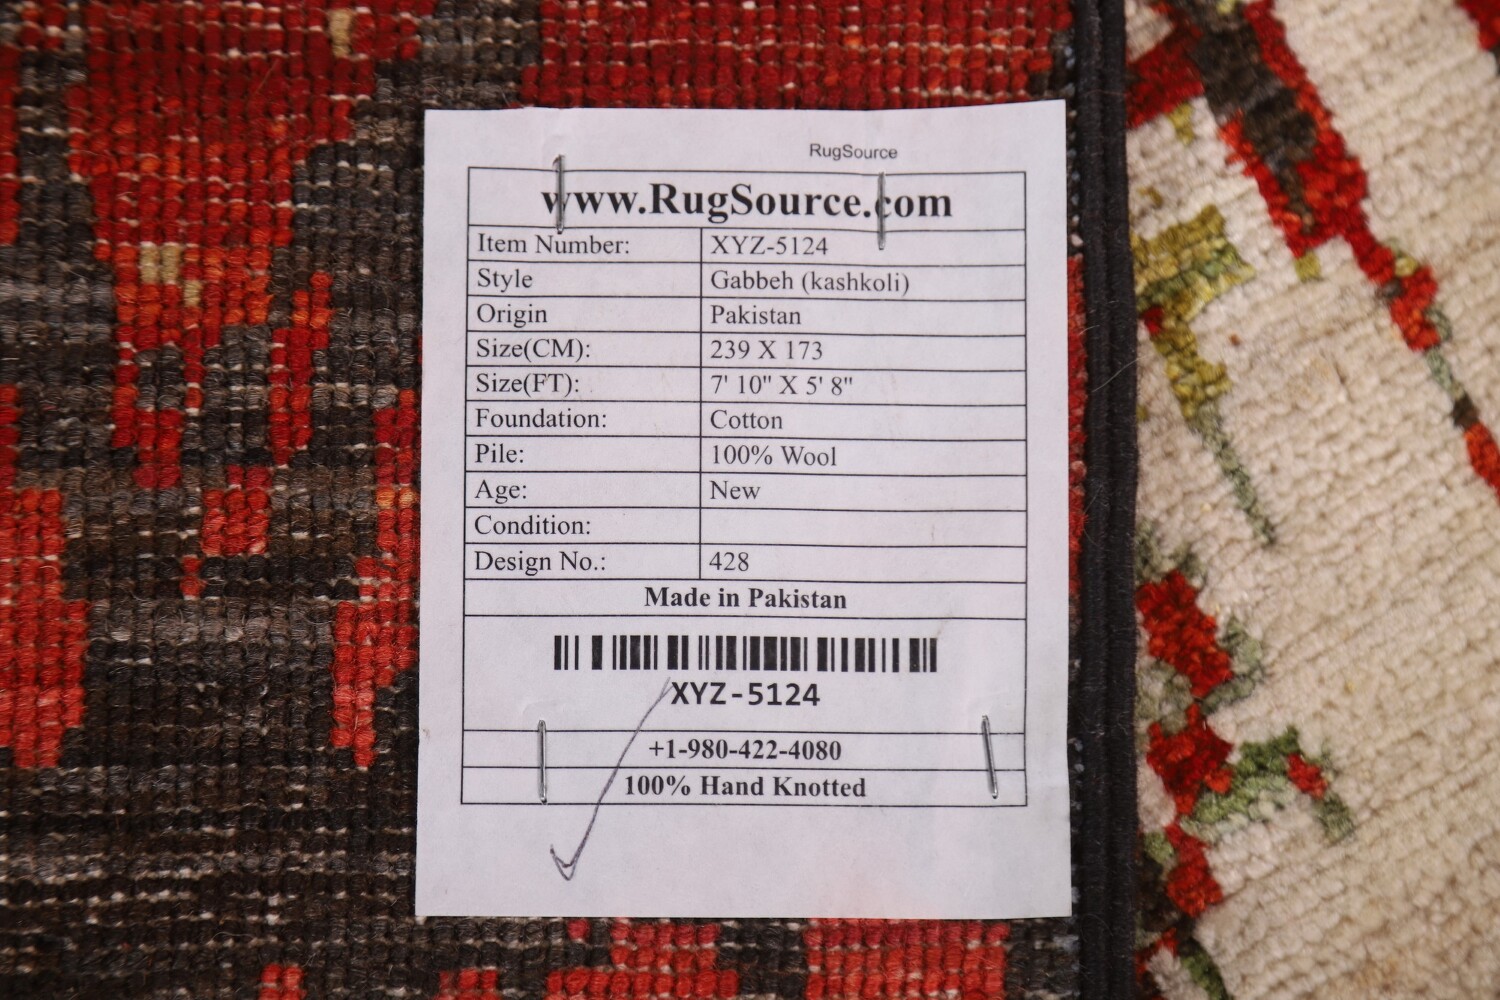 RugSource
www.RugSource.com
Item Number: XYZ-5124
Style Gabbeh (kashkoli)
Origin Pakistan
Size(CM): 239 X 173
Size(FT): 7' 10" X 5' 8"
Foundation: Cotton
Pile: 100% Wool
Age: New
Condition:
Design No.: 428
Made in Pakistan
XYZ-5124
+1-980-422-4080
100% Hand Knotted